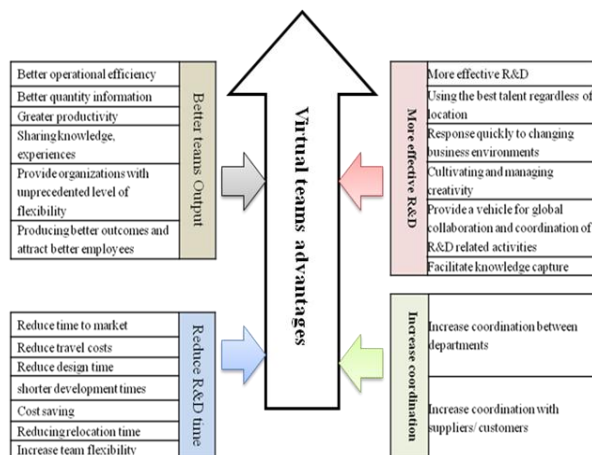 Better operational efficiency
Better quantity information
Greater productivity
Sharing knowledge,
experiences
Provide organizations with
unprecedented level of
flexibility
Producing better outcomes and
attract better employees
Better teams Output
Reduce time to market
Reduce travel costs
Reduce design time
shorter development times
Cost saving
Reducing relocation time
Increase team flexibility
Reduce R&D time
Virtual teams advantages
More effective R&D
More effective R&D
Using the best talent regardless of
location
Response quickly to changing
business environments
Cultivating and managing
creativity
Provide a vehicle for global
collaboration and coordination of
R&D related activities
Facilitate knowledge capture
Increase coordination
Increase coordination between
departments
Increase coordination with
suppliers/ customers